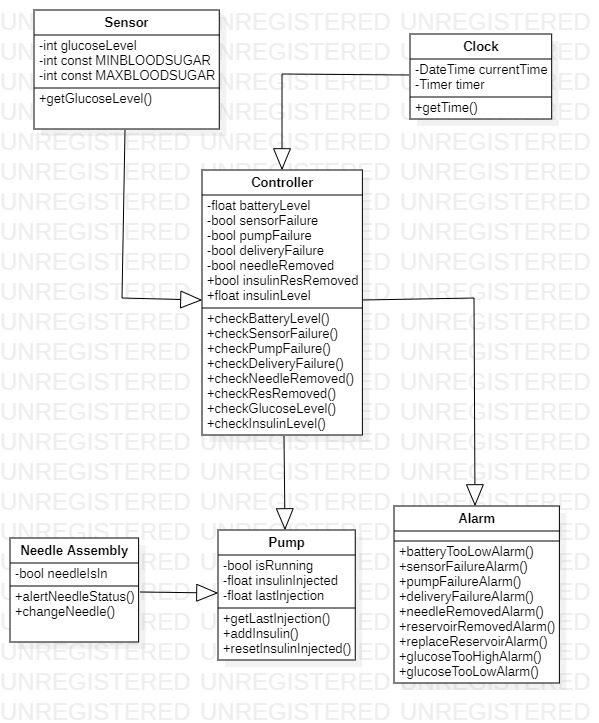 Sensor
-int glucoseLevel
-int const MINBLOODSUGAR
-int const MAXBLOODSUGAR
+getGlucoseLevel()
Clock
-DateTime currentTime
-Timer timer
+getTime()
Controller
-float batteryLevel
-bool sensorFailure
-bool pumpFailure
-bool deliveryFailure
-bool needleRemoved
+bool insulinResRemoved
+float insulinLevel
+checkBatteryLevel()
+checkSensorFailure()
+checkPumpFailure()
+checkDeliveryFailure()
+checkNeedleRemoved()
+checkResRemoved()
+checkGlucoseLevel()
+checkInsulinLevel()
Needle Assembly
-bool needleIsIn
+alertNeedleStatus()
+changeNeedle()
Pump
-bool isRunning
-float insulinInjected
-float lastInjection
+getLastInjection()
+addInsulin()
+resetInsulinInjected()
Alarm
+batteryTooLowAlarm()
+sensorFailureAlarm()
+pumpFailureAlarm()
+deliveryFailureAlarm()
+needleRemovedAlarm()
+reservoirRemovedAlarm()
+replaceReservoirAlarm()
+glucoseTooHighAlarm()
+glucoseTooLowAlarm()
UNREGISTERED